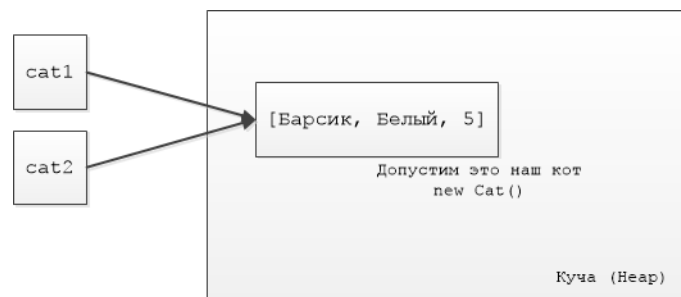 cat1
[Барсик, Белый, 5]
cat2
Допустим это наш кот
new Cat()
Куча (Heap)